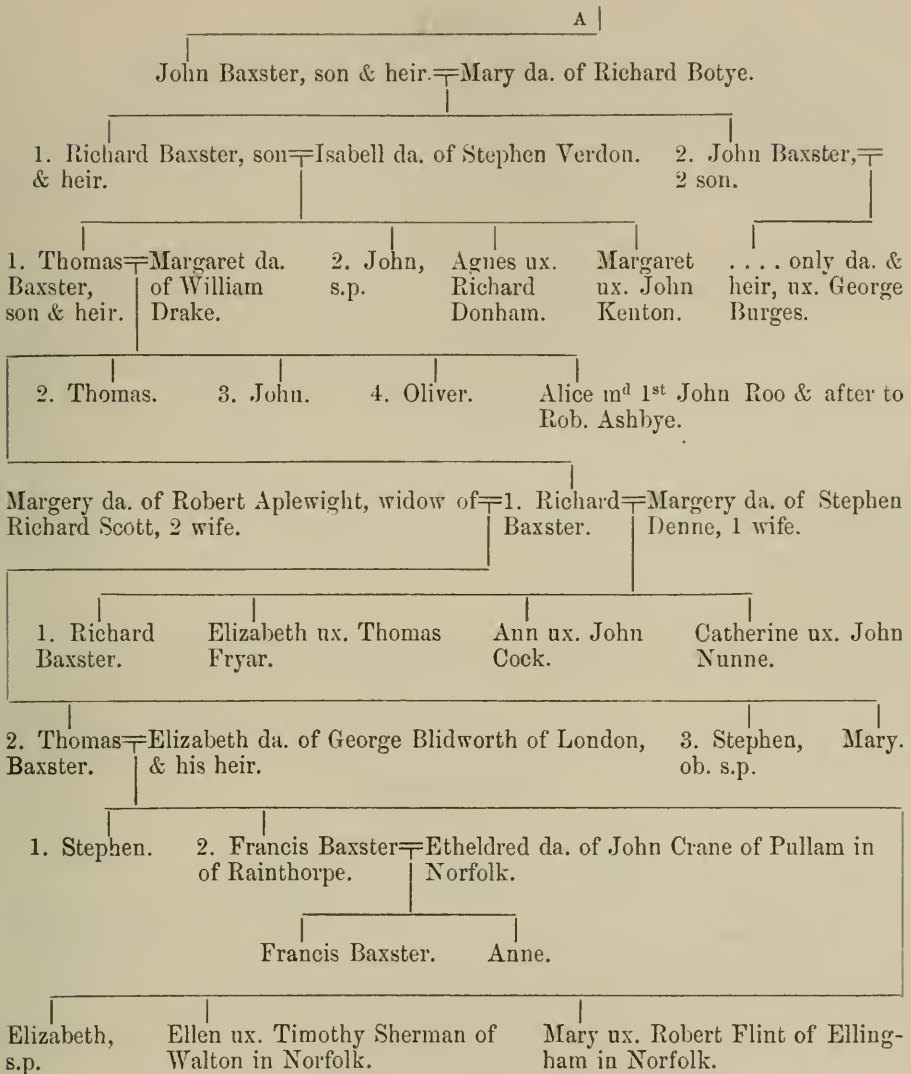 A
John Baxster, son & heir.=Mary da. of Richard Botye.
1. Richard Baxster, son=Isabell da. of Stephen Verdon. 2. John Baxster,=
& heir. 2 son.
1. Thomas=Margaret da. 2. John, Agnes ux. Margaret . . . . only da. &
Baxster, of William s.p. Richard ux. John heir, ux. George
son & heir. Drake. Donham. Kenton. Burges.
2. Thomas. 3. John. 4. Oliver. Alice md 1st John Roo & after to
Rob. Ashbye.
Margery da. of Robert Aplewight, widow of=1. Richard=Margery da. of Stephen
Richard Scott, 2 wife. Baxster. Denne, 1 wife.
1. Richard Elizabeth ux. Thomas Ann ux. John Catherine ux. John
Baxster. Fryar. Cock. Nunne.
2. Thomas=Elizabeth da. of George Blidworth of London, 3. Stephen, Mary.
Baxster. & his heir. ob. s.p.
1. Stephen. 2. Francis Baxster=Etheldred da. of John Crane of Pullam in
of Rainthorpe. Norfolk.
Francis Baxster. Anne.
Elizabeth, Ellen ux. Timothy Sherman of Mary ux. Robert Flint of Elling-
s.p. Walton in Norfolk. ham in Norfolk.